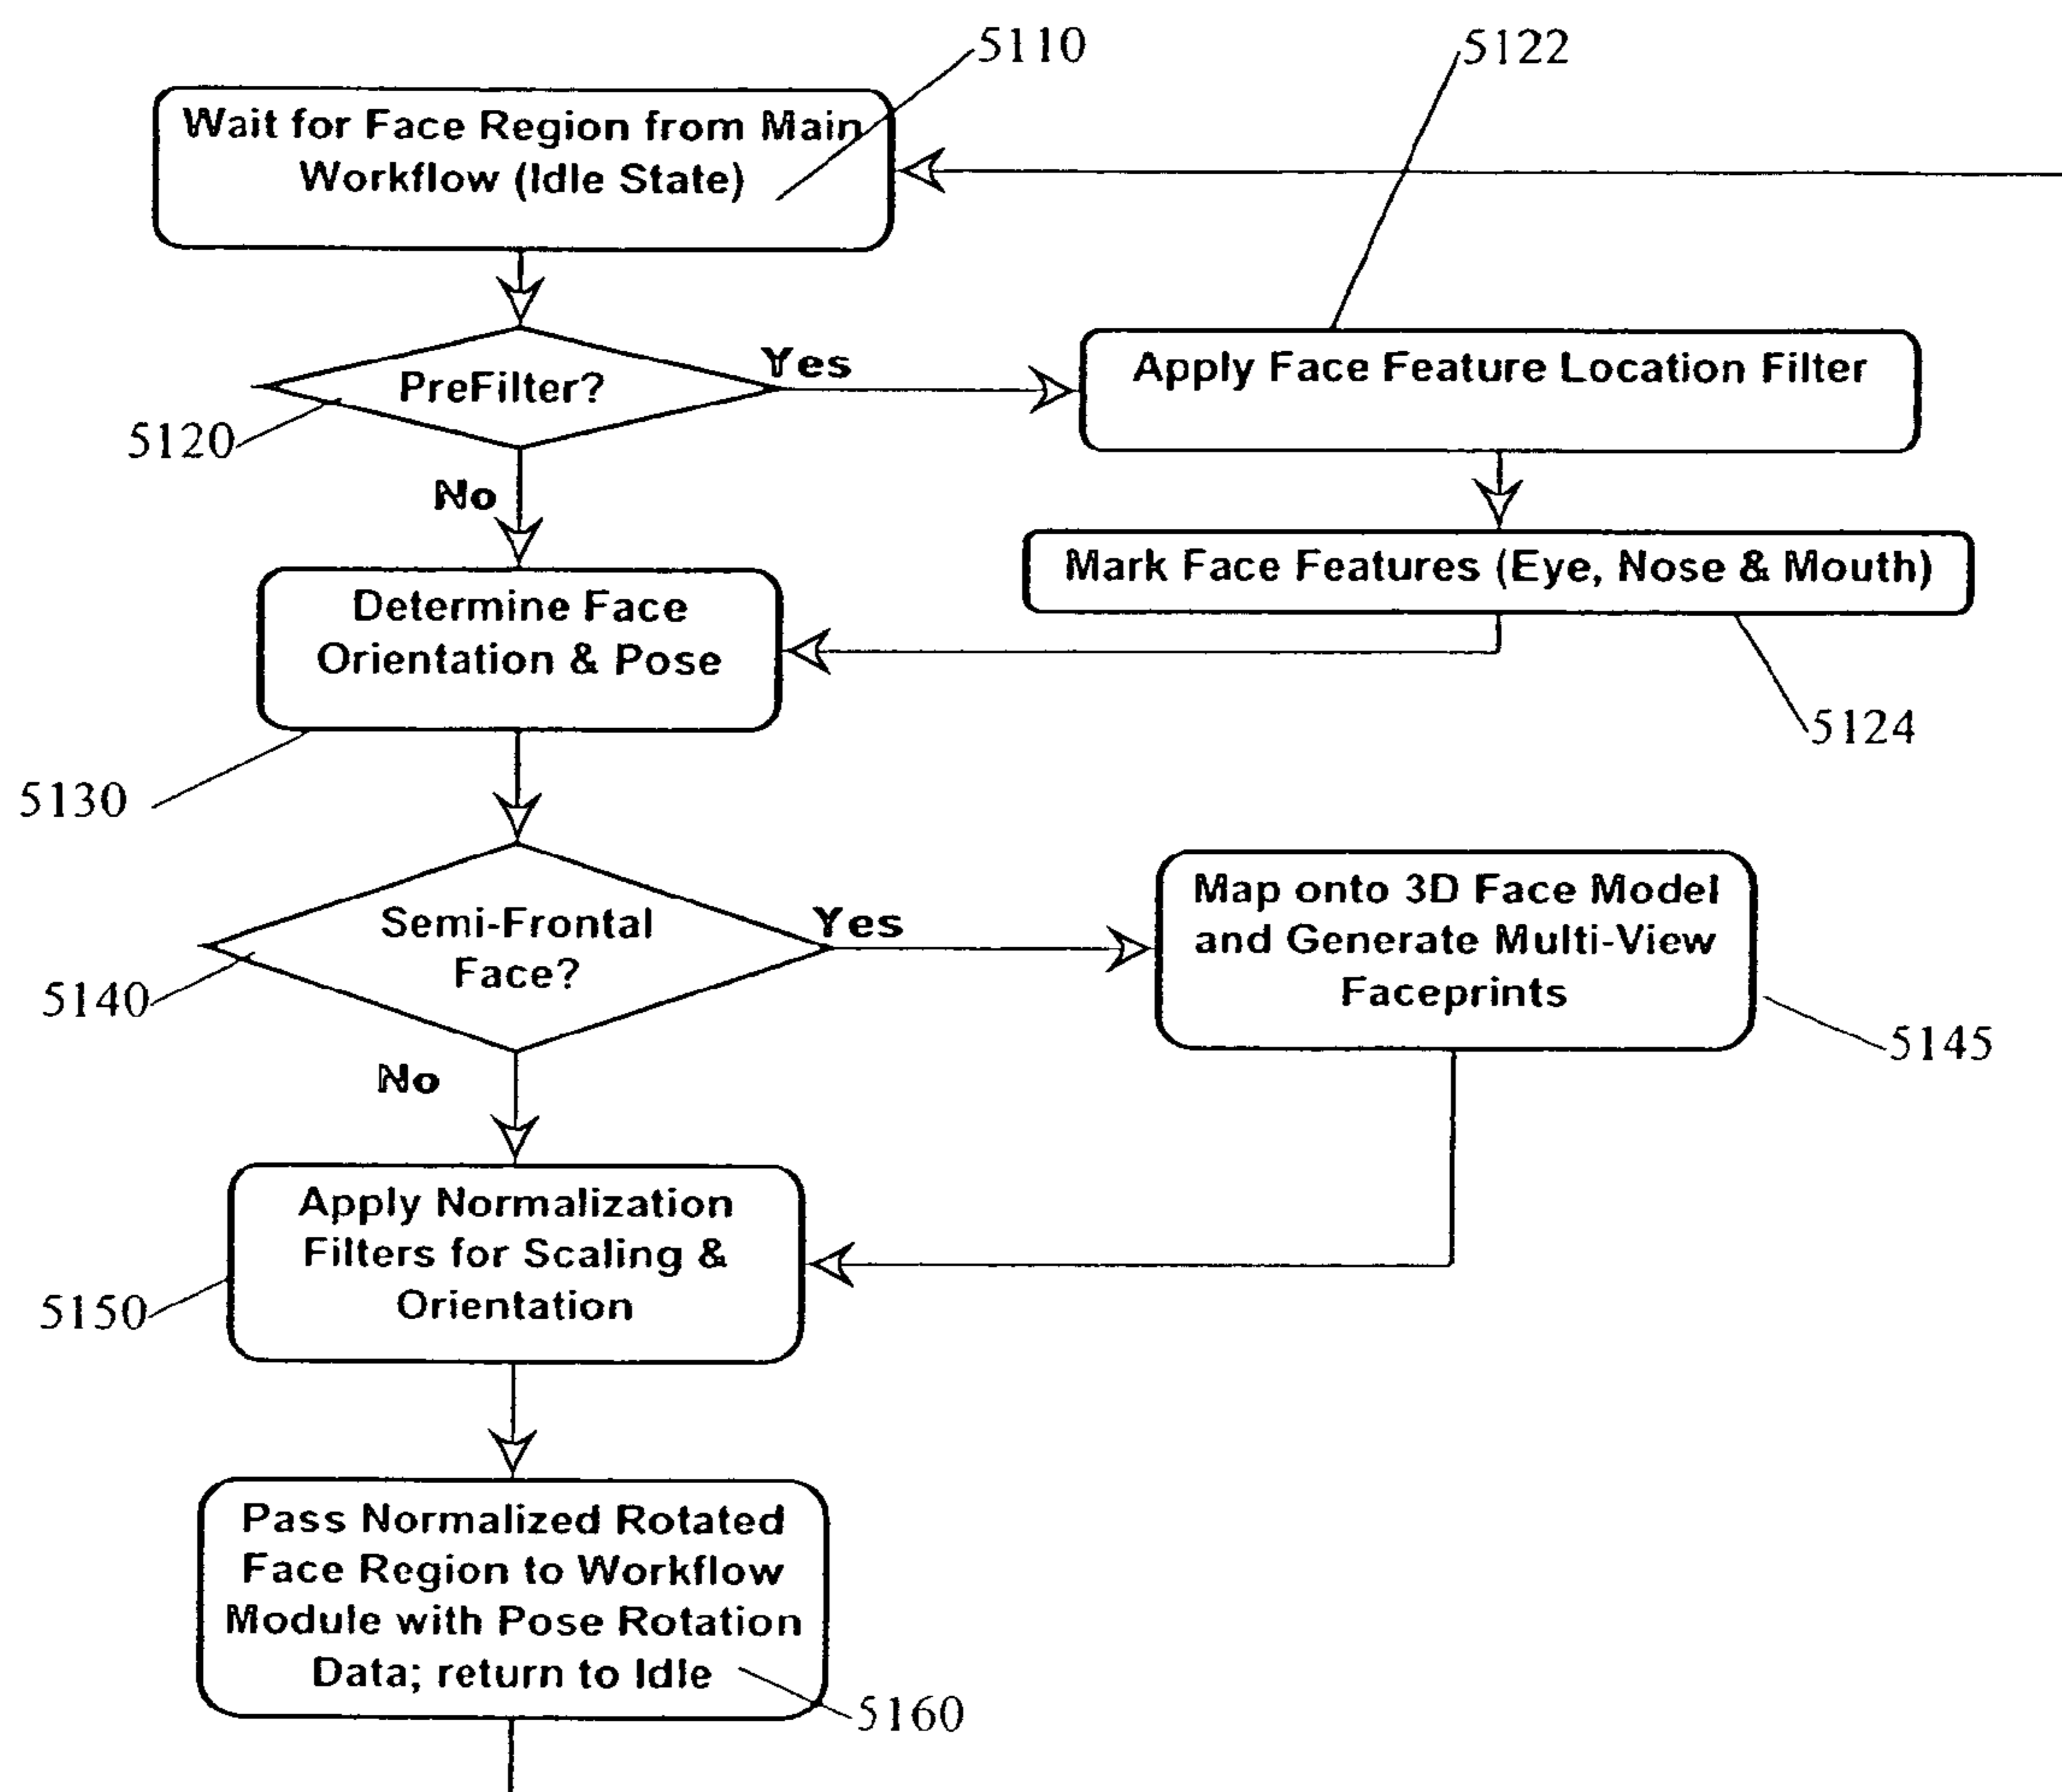 5110
5122
Wait for Face Region from Main
Workflow (Idle State)
PreFilter?
Yes
Apply Face Feature Location Filter
5120
No
Mark Face Features (Eye, Nose & Mouth)
Determine Face
Orientation & Pose
5124
5130
Semi-Frontal
Face?
Yes
Map onto 3D Face Model
and Generate Multi-View
Faceprints
5140
5145
No
Apply Normalization
Filters for Scaling &
Orientation
5150
Pass Normalized Rotated
Face Region to Workflow
Module with Pose Rotation
Data; return to Idle
5160